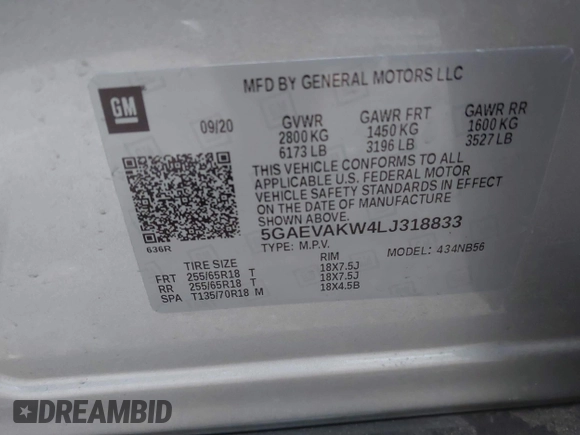 MFD BY GENERAL MOTORS LLC
GM
09/20
GVWR GAWR FRT GAWR RR
2800 KG 1450 KG 1600 KG
6173 LB 3196 LB 3527 LB
THIS VEHICLE CONFORMS TO ALL
APPLICABLE U.S. FEDERAL MOTOR
VEHICLE SAFETY STANDARDS IN EFFECT
ON THE DATE OF MANUFACTURE
SHOWN ABOVE.
5GAEVAKW4LJ318833
636R
TYPE: M.P.V. MODEL: 434NB56
TIRE SIZE RIM
FRT 255/65R18 T 18X7.5J
RR 255/65R18 T 18X7.5J
SPA T135/70R18 M 18X4.5B
DREAMBID